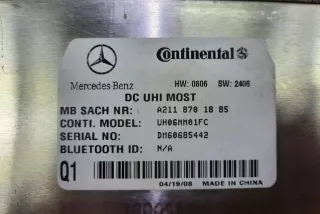 Mercedes-Benz
Continental
HW: 0606 SW: 2406
DC UHI MOST
MB SACH NR: A211 870 18 85
CONTI. MODEL: UH06MM01FC
SERIAL NO: DM60685442
BLUETOOTH ID: N/A
Q1
04/19/06 MADE IN CHINA